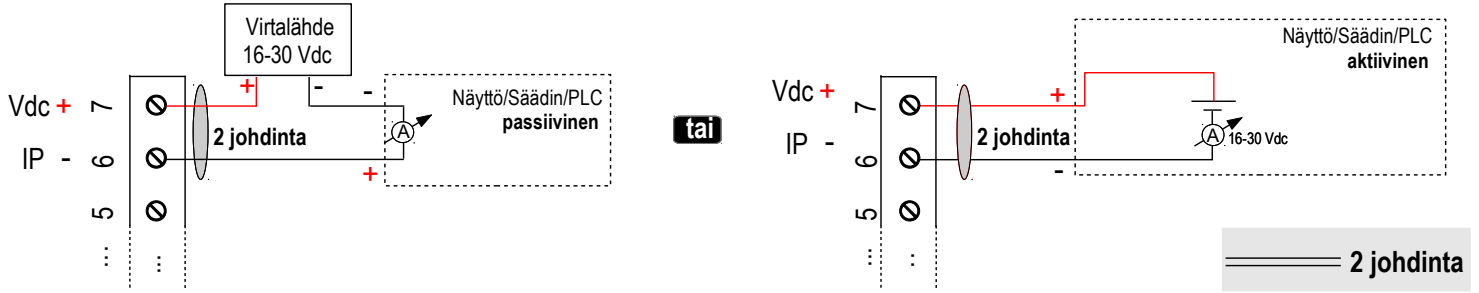 Virtalähde
16-30 Vdc
+ - -
Vdc + 7
Näyttö/Säädin/PLC
passiivinen
2 johdinta
A
IP - 6
+
5
...
...
tai
Näyttö/Säädin/PLC
aktiivinen
Vdc + 7
+
2 johdinta
A 16-30 Vdc
IP - 6
-
5
...
..
2 johdinta